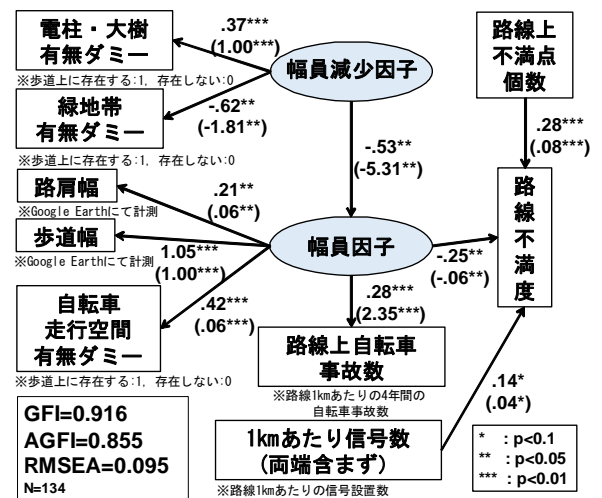 電柱・大樹
有無ダミー
※歩道上に存在する:1, 存在しない:0
.37***
(1.00***)
幅員減少因子
路線上
不満点
個数
緑地帯
有無ダミー
※歩道上に存在する:1, 存在しない:0
-.62**
(-1.81**)
-.53**
(-5.31**)
.28***
(.08***)
路肩幅
※Google Earthにて計測
.21**
(.06**)
歩道幅
※Google Earthにて計測
1.05***
(1.00***)
幅員因子
-.25**
(-.06**)
路線不満度
自転車
走行空間
有無ダミー
※歩道上に存在する:1, 存在しない:0
.42***
(.06***)
.28***
(2.35***)
路線上自転車
事故数
※路線1kmあたりの4年間の
自転車事故数
.14*
(.04*)
GFI=0.916
AGFI=0.855
RMSEA=0.095
N=134
1kmあたり信号数
(両端含まず)
※路線1kmあたりの信号設置数
* : p<0.1
** : p<0.05
*** : p<0.01